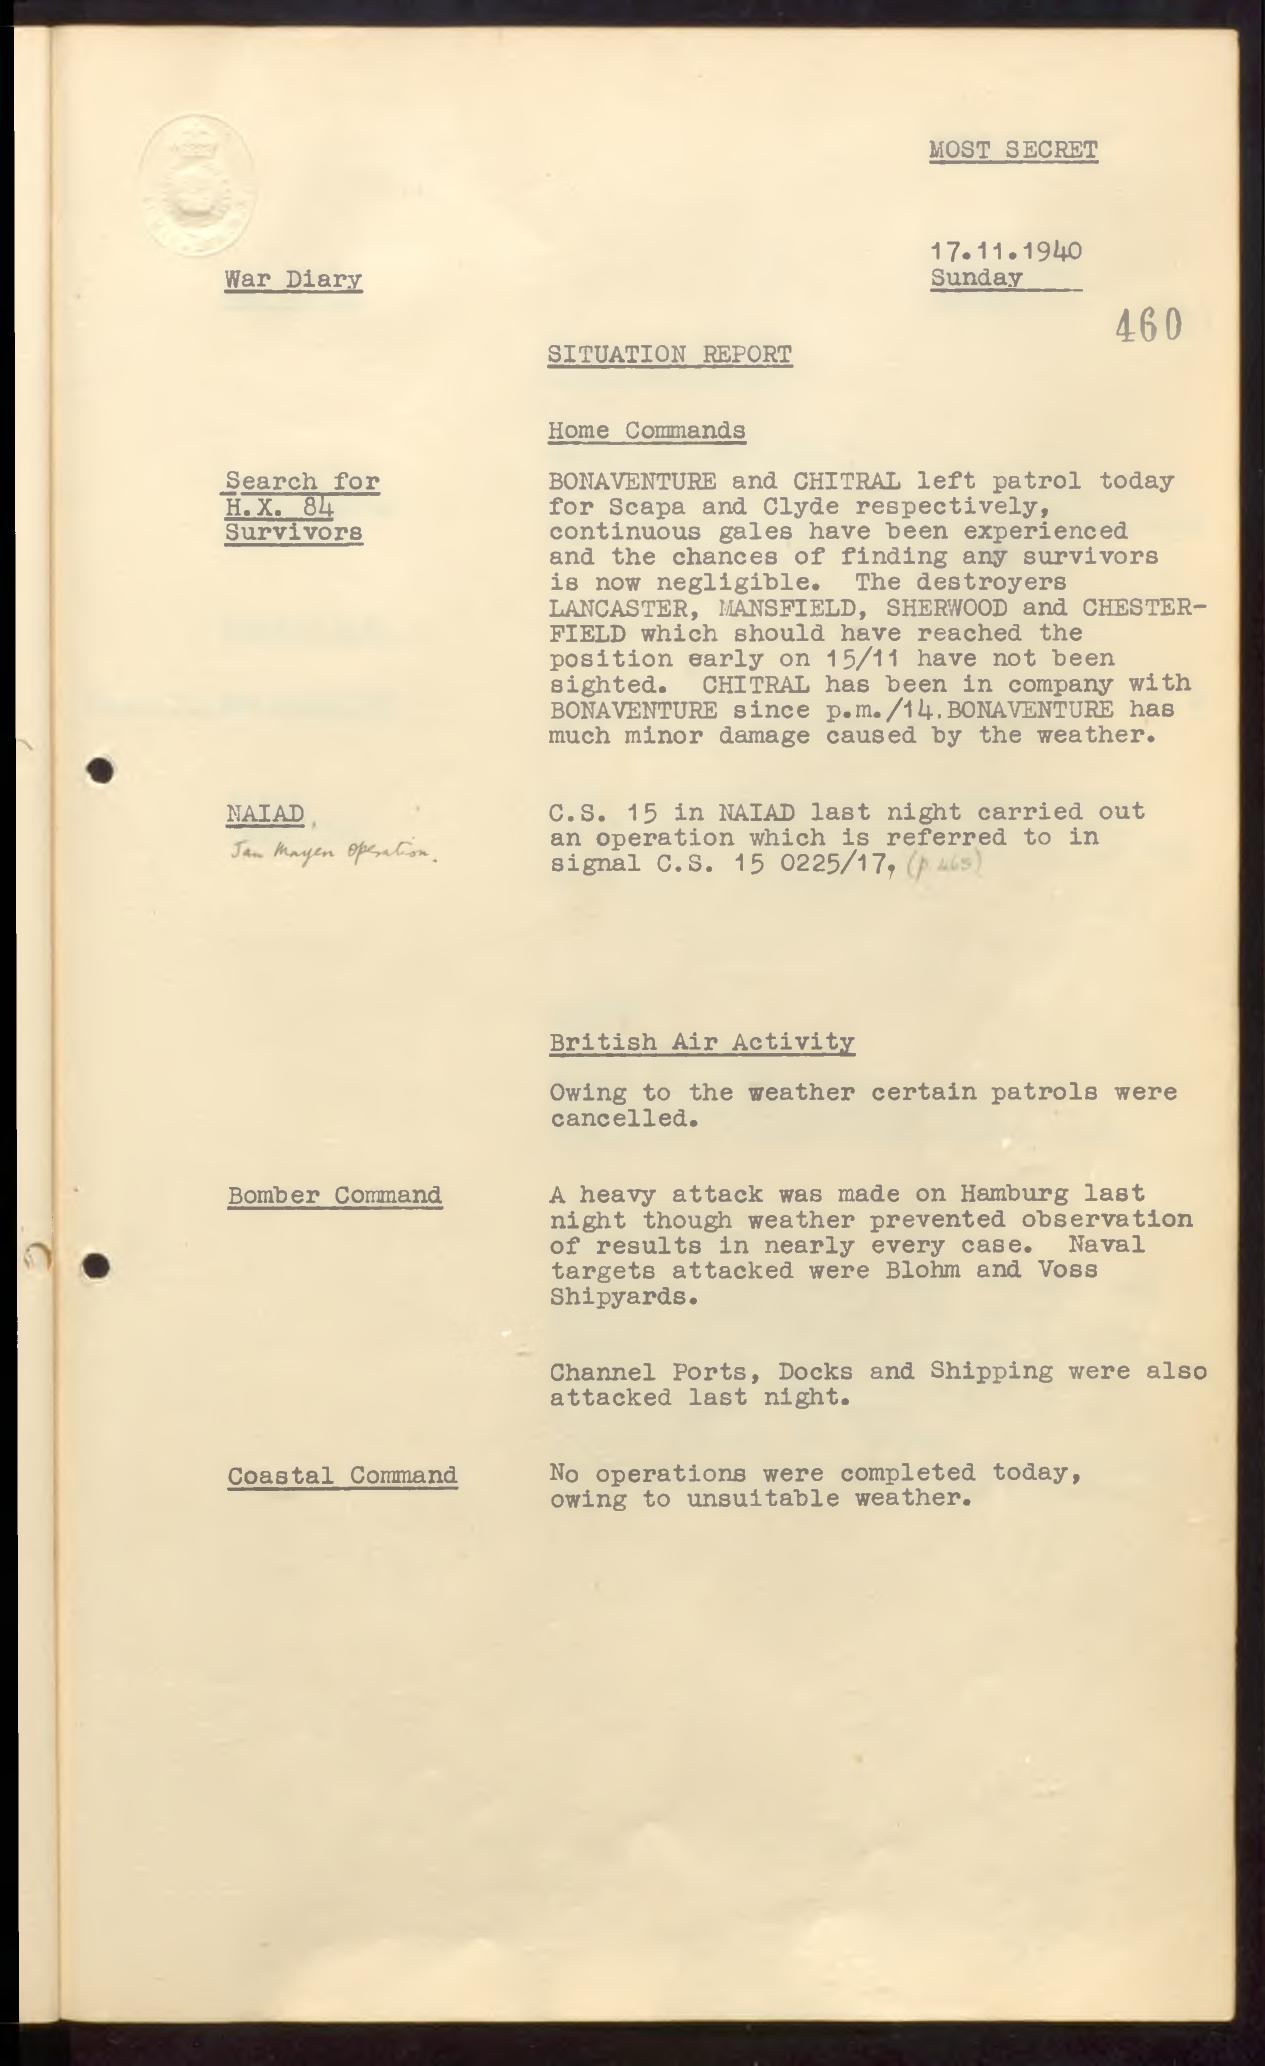 MOST SECRET
17.11.1940
Sunday
War Diary
460
SITUATION REPORT
Home Commands
Search for
H.X. 84
Survivors
BONAVENTURE and CHITRAL left patrol today
for Scapa and Clyde respectively,
continuous gales have been experienced
and the chances of finding any survivors
is now negligible. The destroyers
LANCASTER, MANSFIELD, SHERWOOD and CHESTER-
FIELD which should have reached the
position early on 15/11 have not been
sighted. CHITRAL has been in company with
BONAVENTURE since p.m./14.BONAVENTURE has
much minor damage caused by the weather.
NAIAD,
Jan Mayen Operation.
C.S. 15 in NAIAD last night carried out
an operation which is referred to in
signal C.S. 15 0225/17, (p.465)
British Air Activity
Owing to the weather certain patrols were
cancelled.
Bomber Command
A heavy attack was made on Hamburg last
night though weather prevented observation
of results in nearly every case. Naval
targets attacked were Blohm and Voss
Shipyards.
Channel Ports, Docks and Shipping were also
attacked last night.
Coastal Command
No operations were completed today,
owing to unsuitable weather.